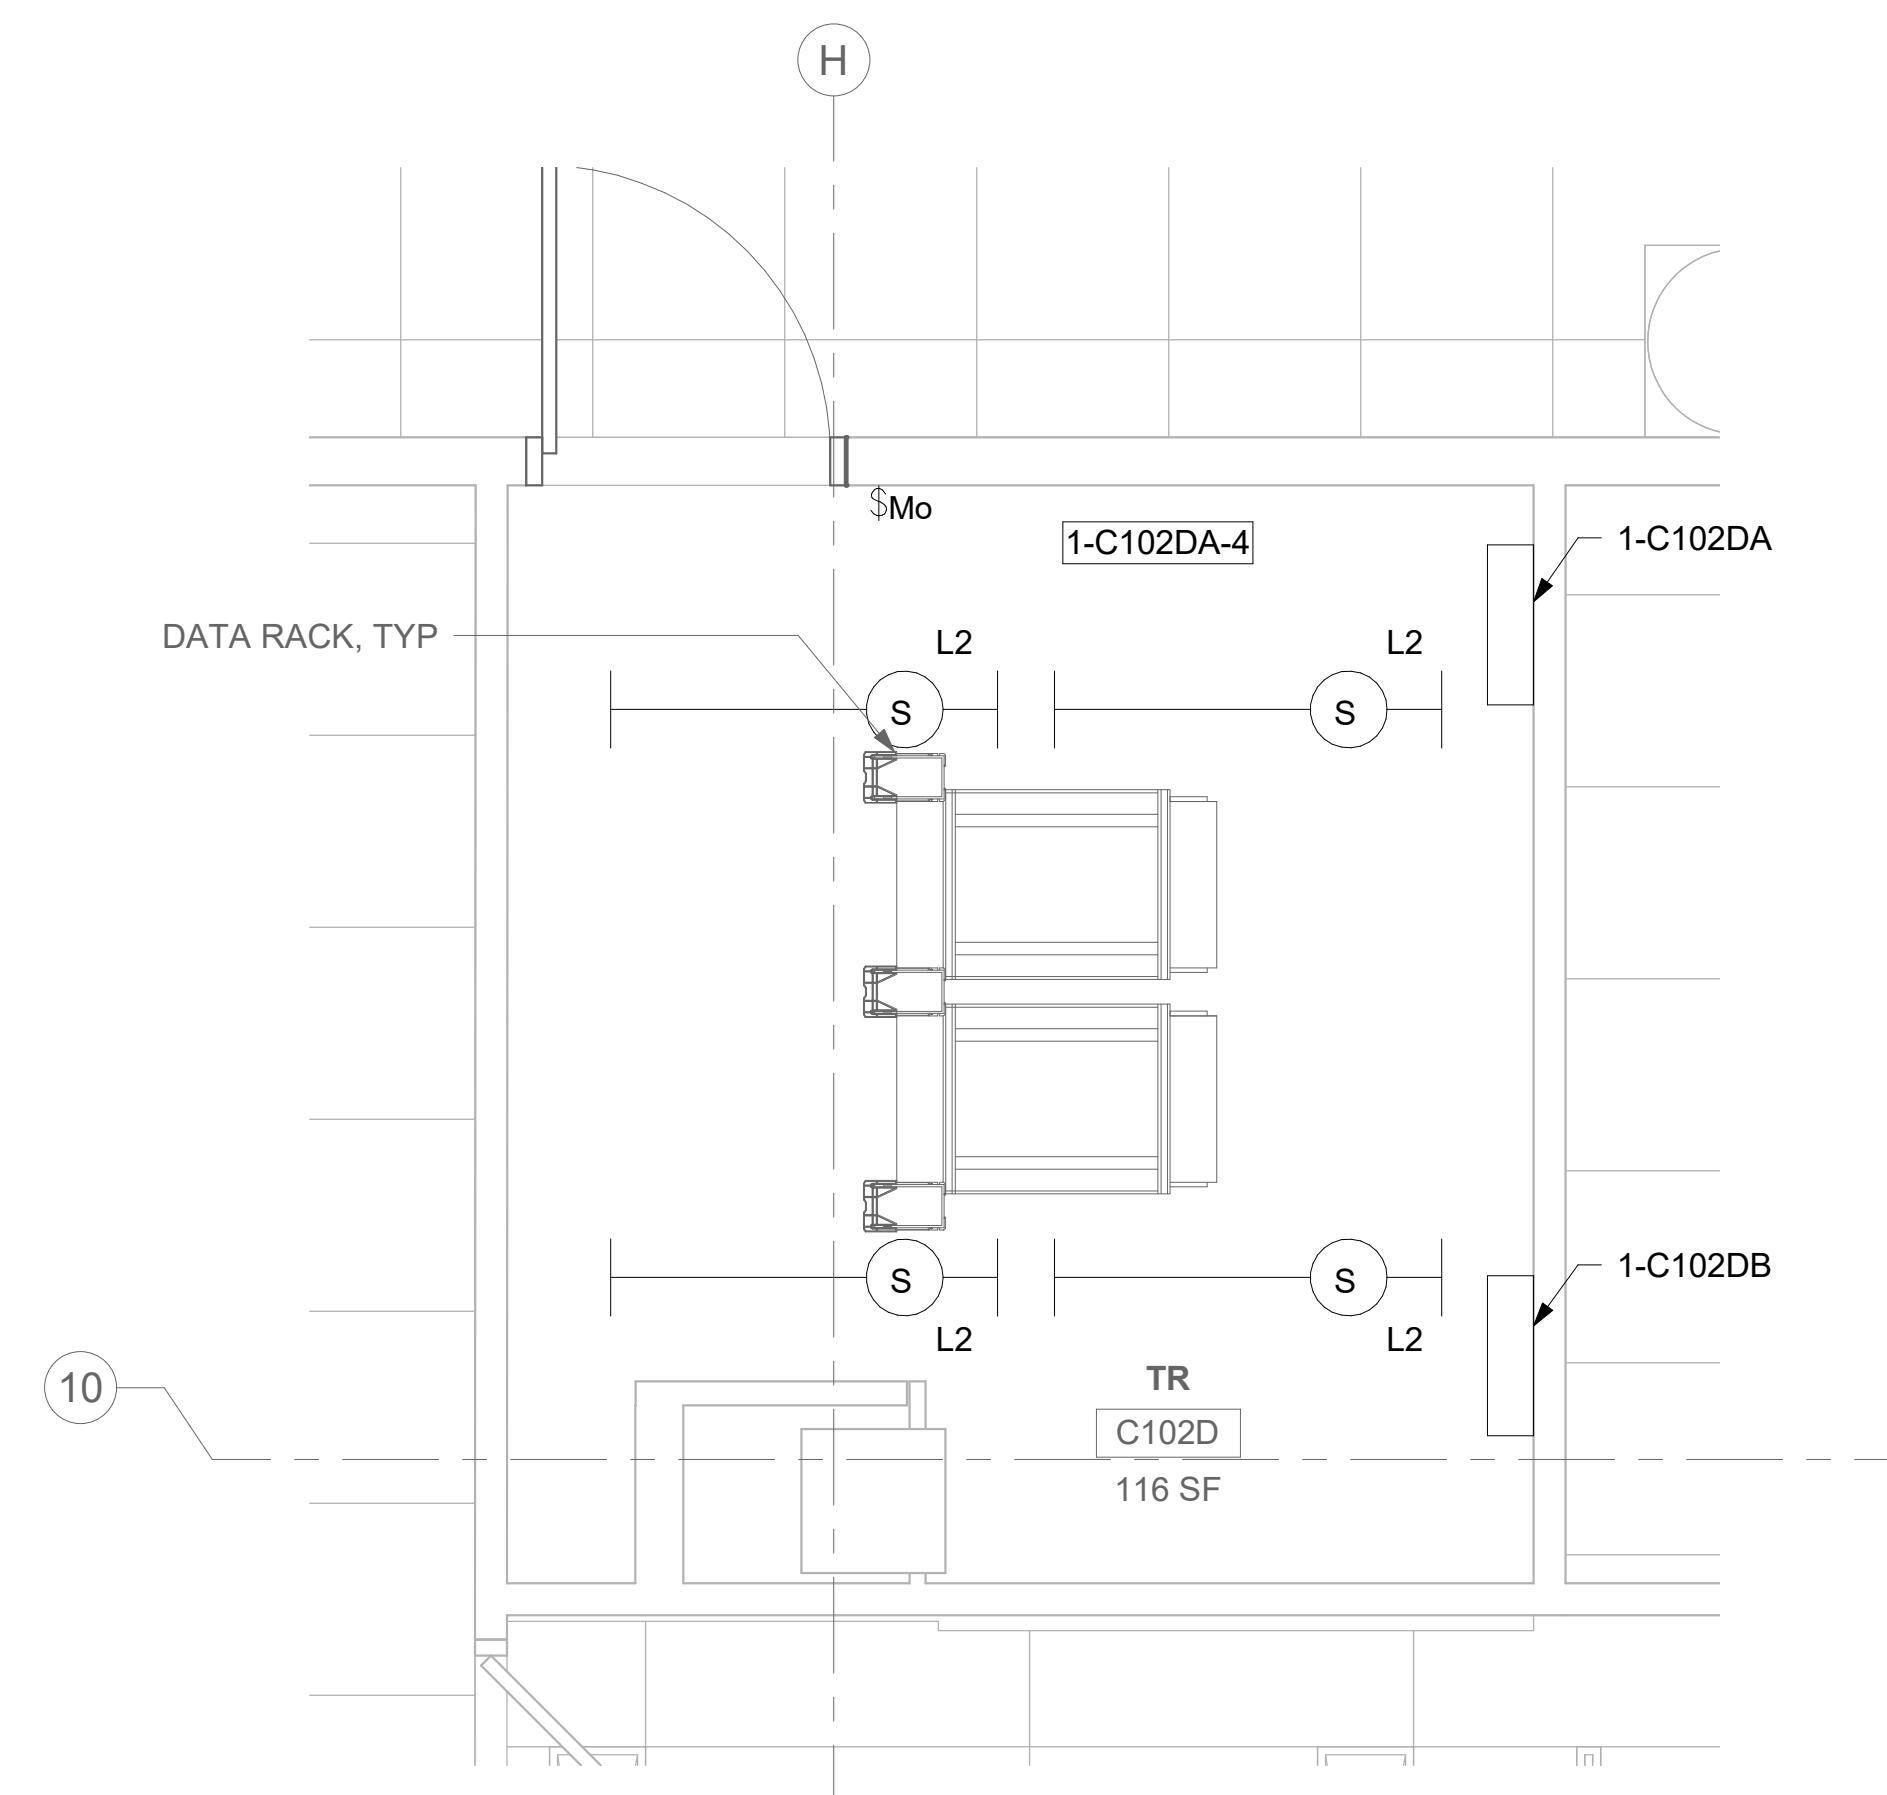 H
$Mo
1-C102DA-4
1-C102DA
DATA RACK, TYP
L2
L2
S
S
S
S
1-C102DB
L2
L2
TR
10
C102D
116 SF